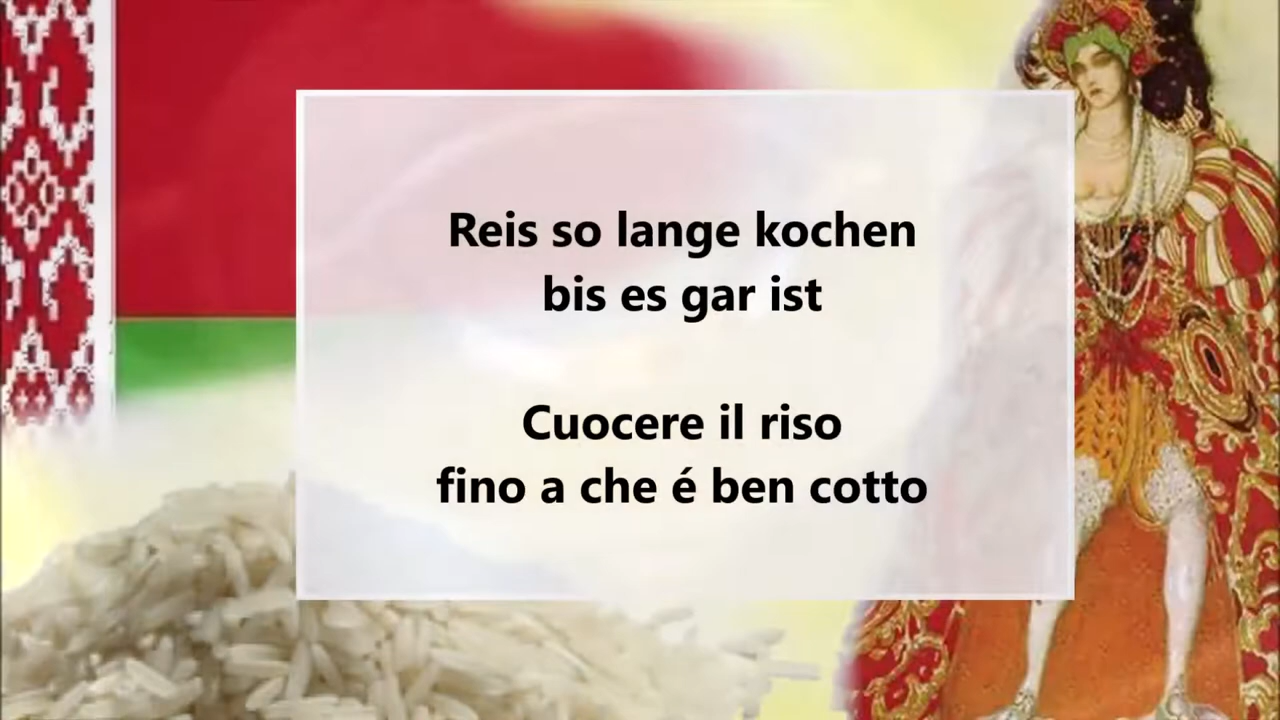 Reis so lange kochen
bis es gar ist
Cuocere il riso
fino a che é ben cotto